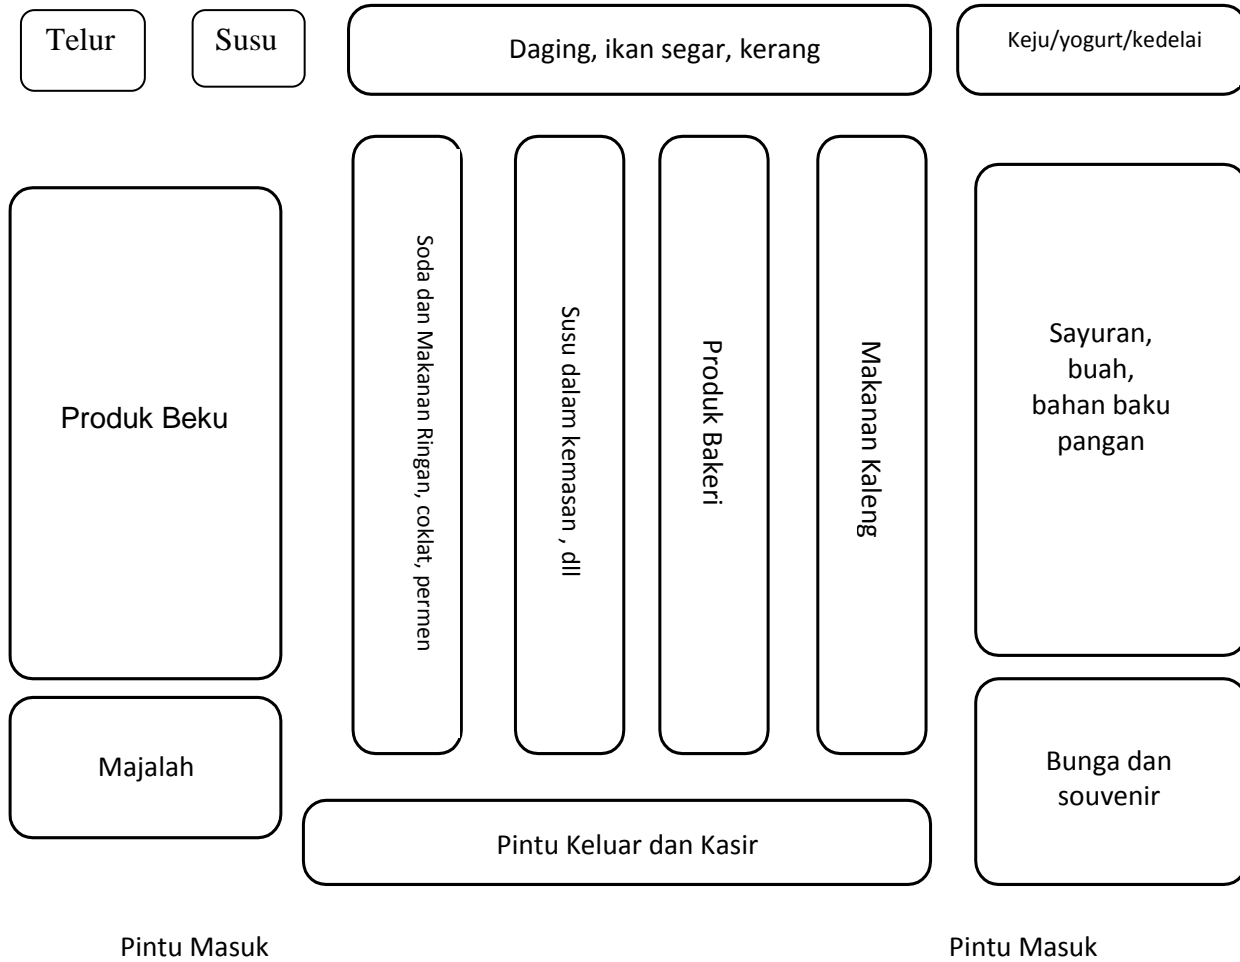 Telur
Susu
Daging, ikan segar, kerang
Keju/yogurt/kedelai
Produk Beku
Soda dan Makanan Ringan, coklat, permen
Susu dalam kemasan , dll
Produk Bakeri
Makanan Kaleng
Sayuran,
buah,
bahan baku
pangan
Majalah
Bunga dan
souvenir
Pintu Keluar dan Kasir
Pintu Masuk
Pintu Masuk